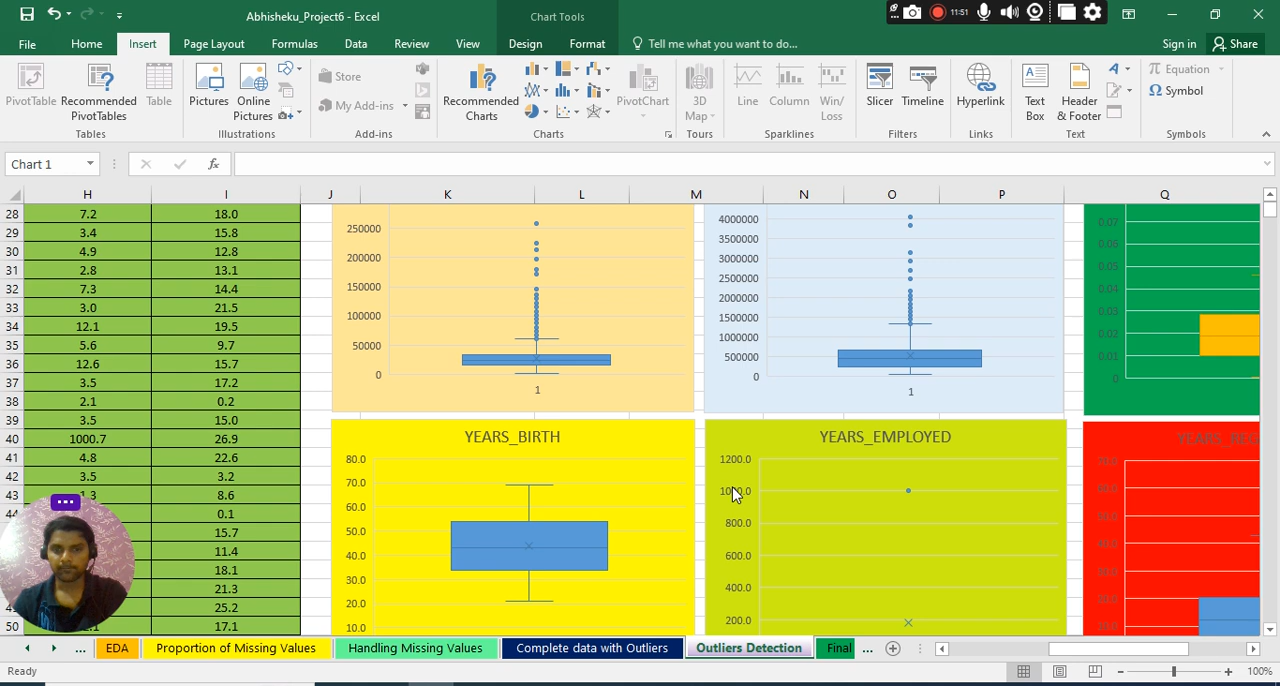 Abhisheku_Project6 - Excel
Chart Tools
11:51
File Home Insert Page Layout Formulas Data Review View Design Format Tell me what you want to do... Sign in Share
PivotTable
Recommended PivotTables
Table
Tables
Pictures
Online Pictures
Illustrations
Store
My Add-ins
Add-ins
Recommended Charts
PivotChart
Charts
3D Map
Tours
Line
Column
Win/ Loss
Sparklines
Slicer
Timeline
Filters
Hyperlink
Links
Text Box
Header & Footer
Text
Equation
Symbol
Symbols
Chart 1
fx
H I J K L M N O P Q
28 7.2 18.0
29 3.4 15.8
30 4.9 12.8
31 2.8 13.1
32 7.3 14.4
33 3.0 21.5
34 12.1 19.5
35 5.6 9.7
36 12.6 15.7
37 3.5 17.2
38 2.1 0.2
39 3.5 15.0
40 1000.7 26.9
41 4.8 22.6
42 3.5 3.2
43 8.6
44 0.1
15.7
11.4
18.1
21.3
25.2
50 17.1
250000
200000
150000
100000
50000
0
1
4000000
3500000
3000000
2500000
2000000
1500000
1000000
500000
0
1
0.07
0.06
0.05
0.04
0.03
0.02
0.01
0
YEARS_BIRTH
80.0
70.0
60.0
50.0
40.0
30.0
20.0
10.0
YEARS_EMPLOYED
1200.0
800.0
600.0
400.0
200.0
YEARS_REG
... EDA Proportion of Missing Values Handling Missing Values Complete data with Outliers Outliers Detection Final ...
Ready
100%